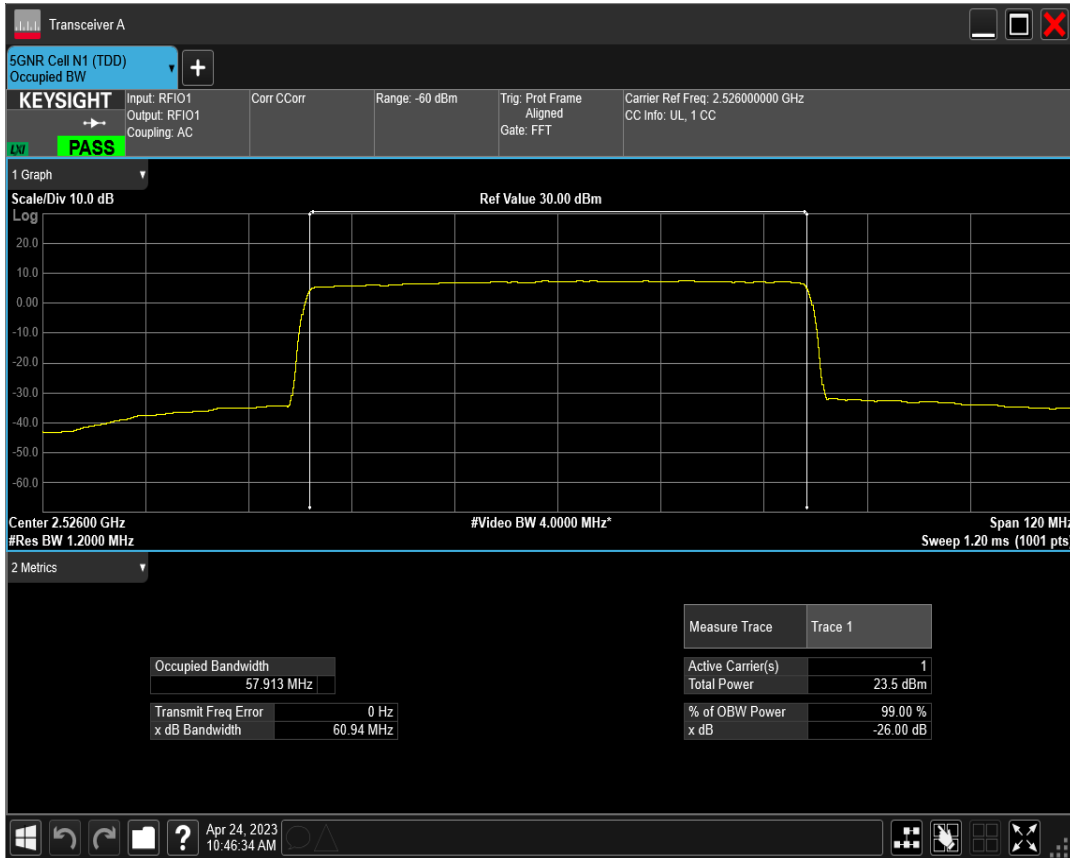 Transceiver A
5GNR Cell N1 (TDD)
Occupied BW
+
KEYSIGHT
LXI
PASS
Input: RFIO1
Output: RFIO1
Coupling: AC
Corr CCorr
Range: -60 dBm
Trig: Prot Frame
Aligned
Gate: FFT
Carrier Ref Freq: 2.526000000 GHz
CC Info: UL, 1 CC
1 Graph
Scale/Div 10.0 dB
Ref Value 30.00 dBm
Log
20.0
10.0
0.00
-10.0
-20.0
-30.0
-40.0
-50.0
-60.0
Center 2.52600 GHz
#Video BW 4.0000 MHz*
Span 120 MHz
#Res BW 1.2000 MHz
Sweep 1.20 ms (1001 pts)
2 Metrics
Measure Trace Trace 1
Occupied Bandwidth
57.913 MHz
Transmit Freq Error 0 Hz
x dB Bandwidth 60.94 MHz
Active Carrier(s) 1
Total Power 23.5 dBm
% of OBW Power 99.00 %
x dB -26.00 dB
?
Apr 24, 2023
10:46:34 AM